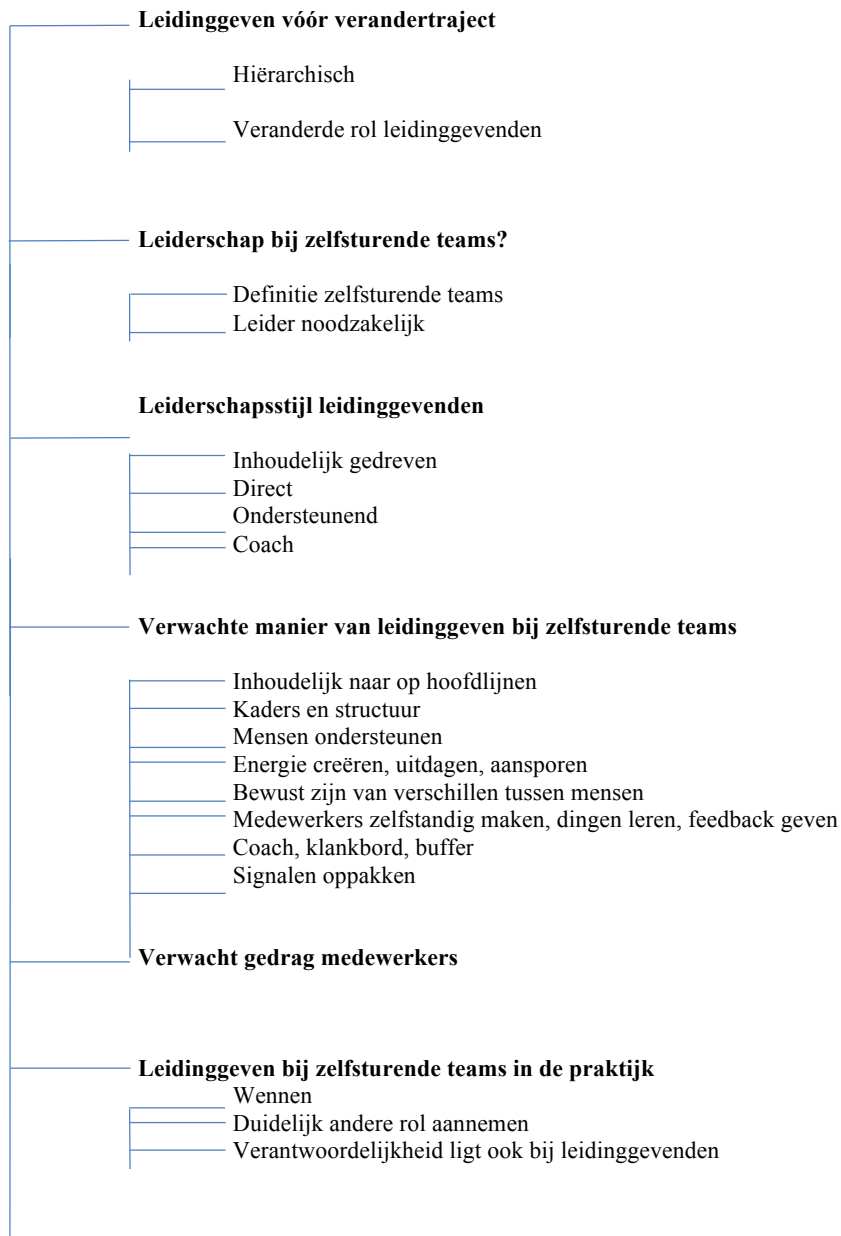 Leidinggeven vóór verandertraject
Hiërarchisch
Veranderde rol leidinggevenden
Leiderschap bij zelfsturende teams?
Definitie zelfsturende teams
Leider noodzakelijk
Leiderschapsstijl leidinggevenden
Inhoudelijk gedreven
Direct
Ondersteunend
Coach
Verwachte manier van leidinggeven bij zelfsturende teams
Inhoudelijk naar op hoofdlijnen
Kaders en structuur
Mensen ondersteunen
Energie creëren, uitdagen, aansporen
Bewust zijn van verschillen tussen mensen
Medewerkers zelfstandig maken, dingen leren, feedback geven
Coach, klankbord, buffer
Signalen oppakken
Verwacht gedrag medewerkers
Leidinggeven bij zelfsturende teams in de praktijk
Wennen
Duidelijk andere rol aannemen
Verantwoordelijkheid ligt ook bij leidinggevenden